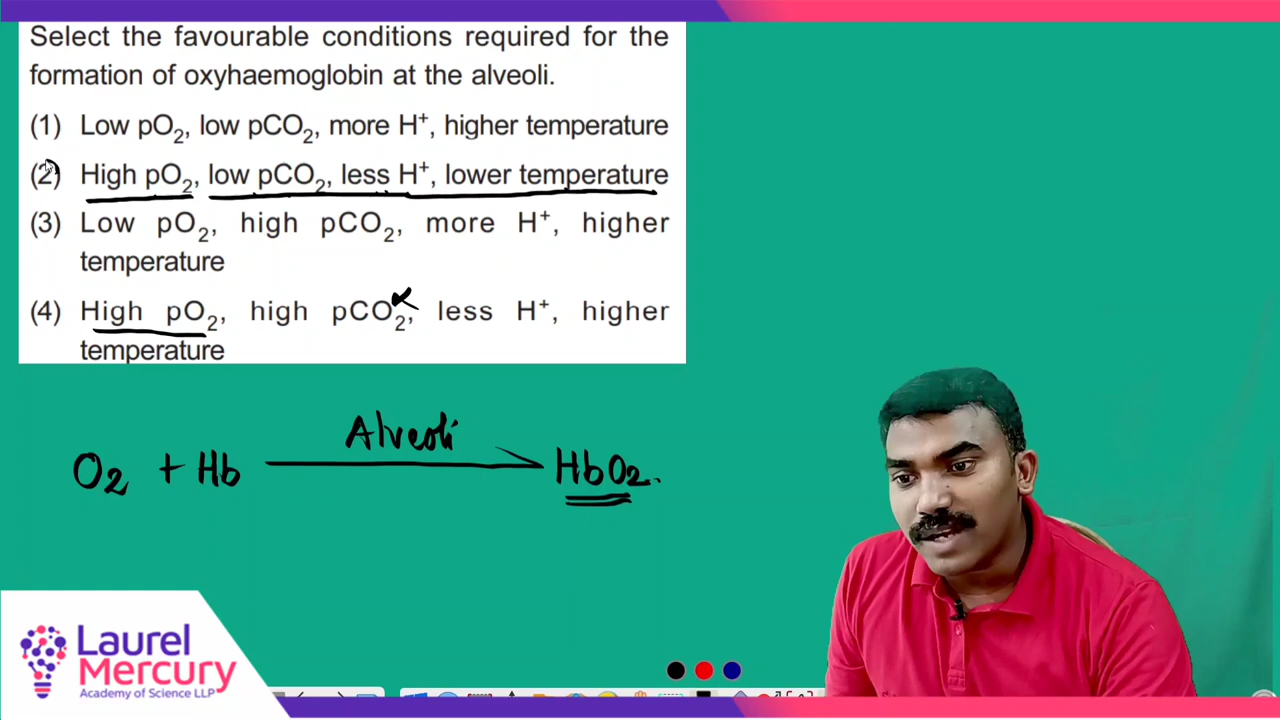 Select the favourable conditions required for the
formation of oxyhaemoglobin at the alveoli.
(1) Low pO₂, low pCO₂, more H⁺, higher temperature
(2) High pO₂, low pCO₂, less H⁺, lower temperature
(3) Low pO₂, high pCO₂, more H⁺, higher
temperature
(4) High pO₂, high pCO₂, less H⁺, higher
temperature
Alveoli
O₂ + Hb → HbO₂.
Laurel
Mercury
Academy of Science LLP